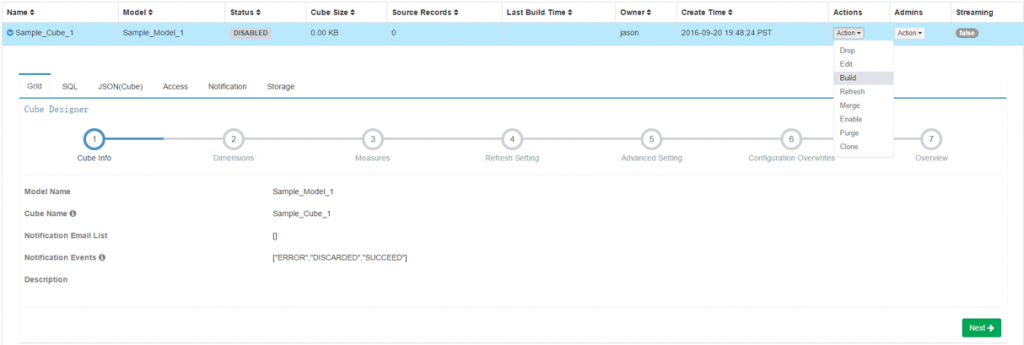 Name Model Status Cube Size Source Records Last Build Time Owner Create Time Actions Admins Streaming
Sample_Cube_1 Sample_Model_1 DISABLED 0.00 KB 0 jason 2016-09-20 19:48:24 PST Action Action false
Drop
Edit
Build
Refresh
Merge
Enable
Purge
Clone
Grid SQL JSON(Cube) Access Notification Storage
Cube Designer
1 2 3 4 5 6 7
Cube Info Dimensions Measures Refresh Setting Advanced Setting Configuration Overwrites Overview
Model Name Sample_Model_1
Cube Name Sample_Cube_1
Notification Email List []
Notification Events ["ERROR","DISCARDED","SUCCEED"]
Description
Next